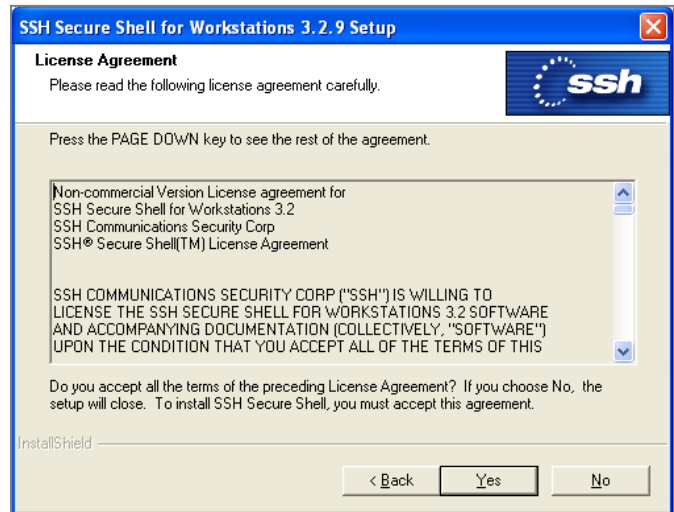 SSH Secure Shell for Workstations 3.2.9 Setup
License Agreement
Please read the following license agreement carefully.
ssh
Press the PAGE DOWN key to see the rest of the agreement.
Non-commercial Version License agreement for
SSH Secure Shell for Workstations 3.2
SSH Communications Security Corp
SSH® Secure Shell(TM) License Agreement
SSH COMMUNICATIONS SECURITY CORP ("SSH") IS WILLING TO
LICENSE THE SSH SECURE SHELL FOR WORKSTATIONS 3.2 SOFTWARE
AND ACCOMPANYING DOCUMENTATION (COLLECTIVELY, "SOFTWARE")
UPON THE CONDITION THAT YOU ACCEPT ALL OF THE TERMS OF THIS
Do you accept all the terms of the preceding License Agreement? If you choose No, the
setup will close. To install SSH Secure Shell, you must accept this agreement.
InstallShield
< Back Yes No